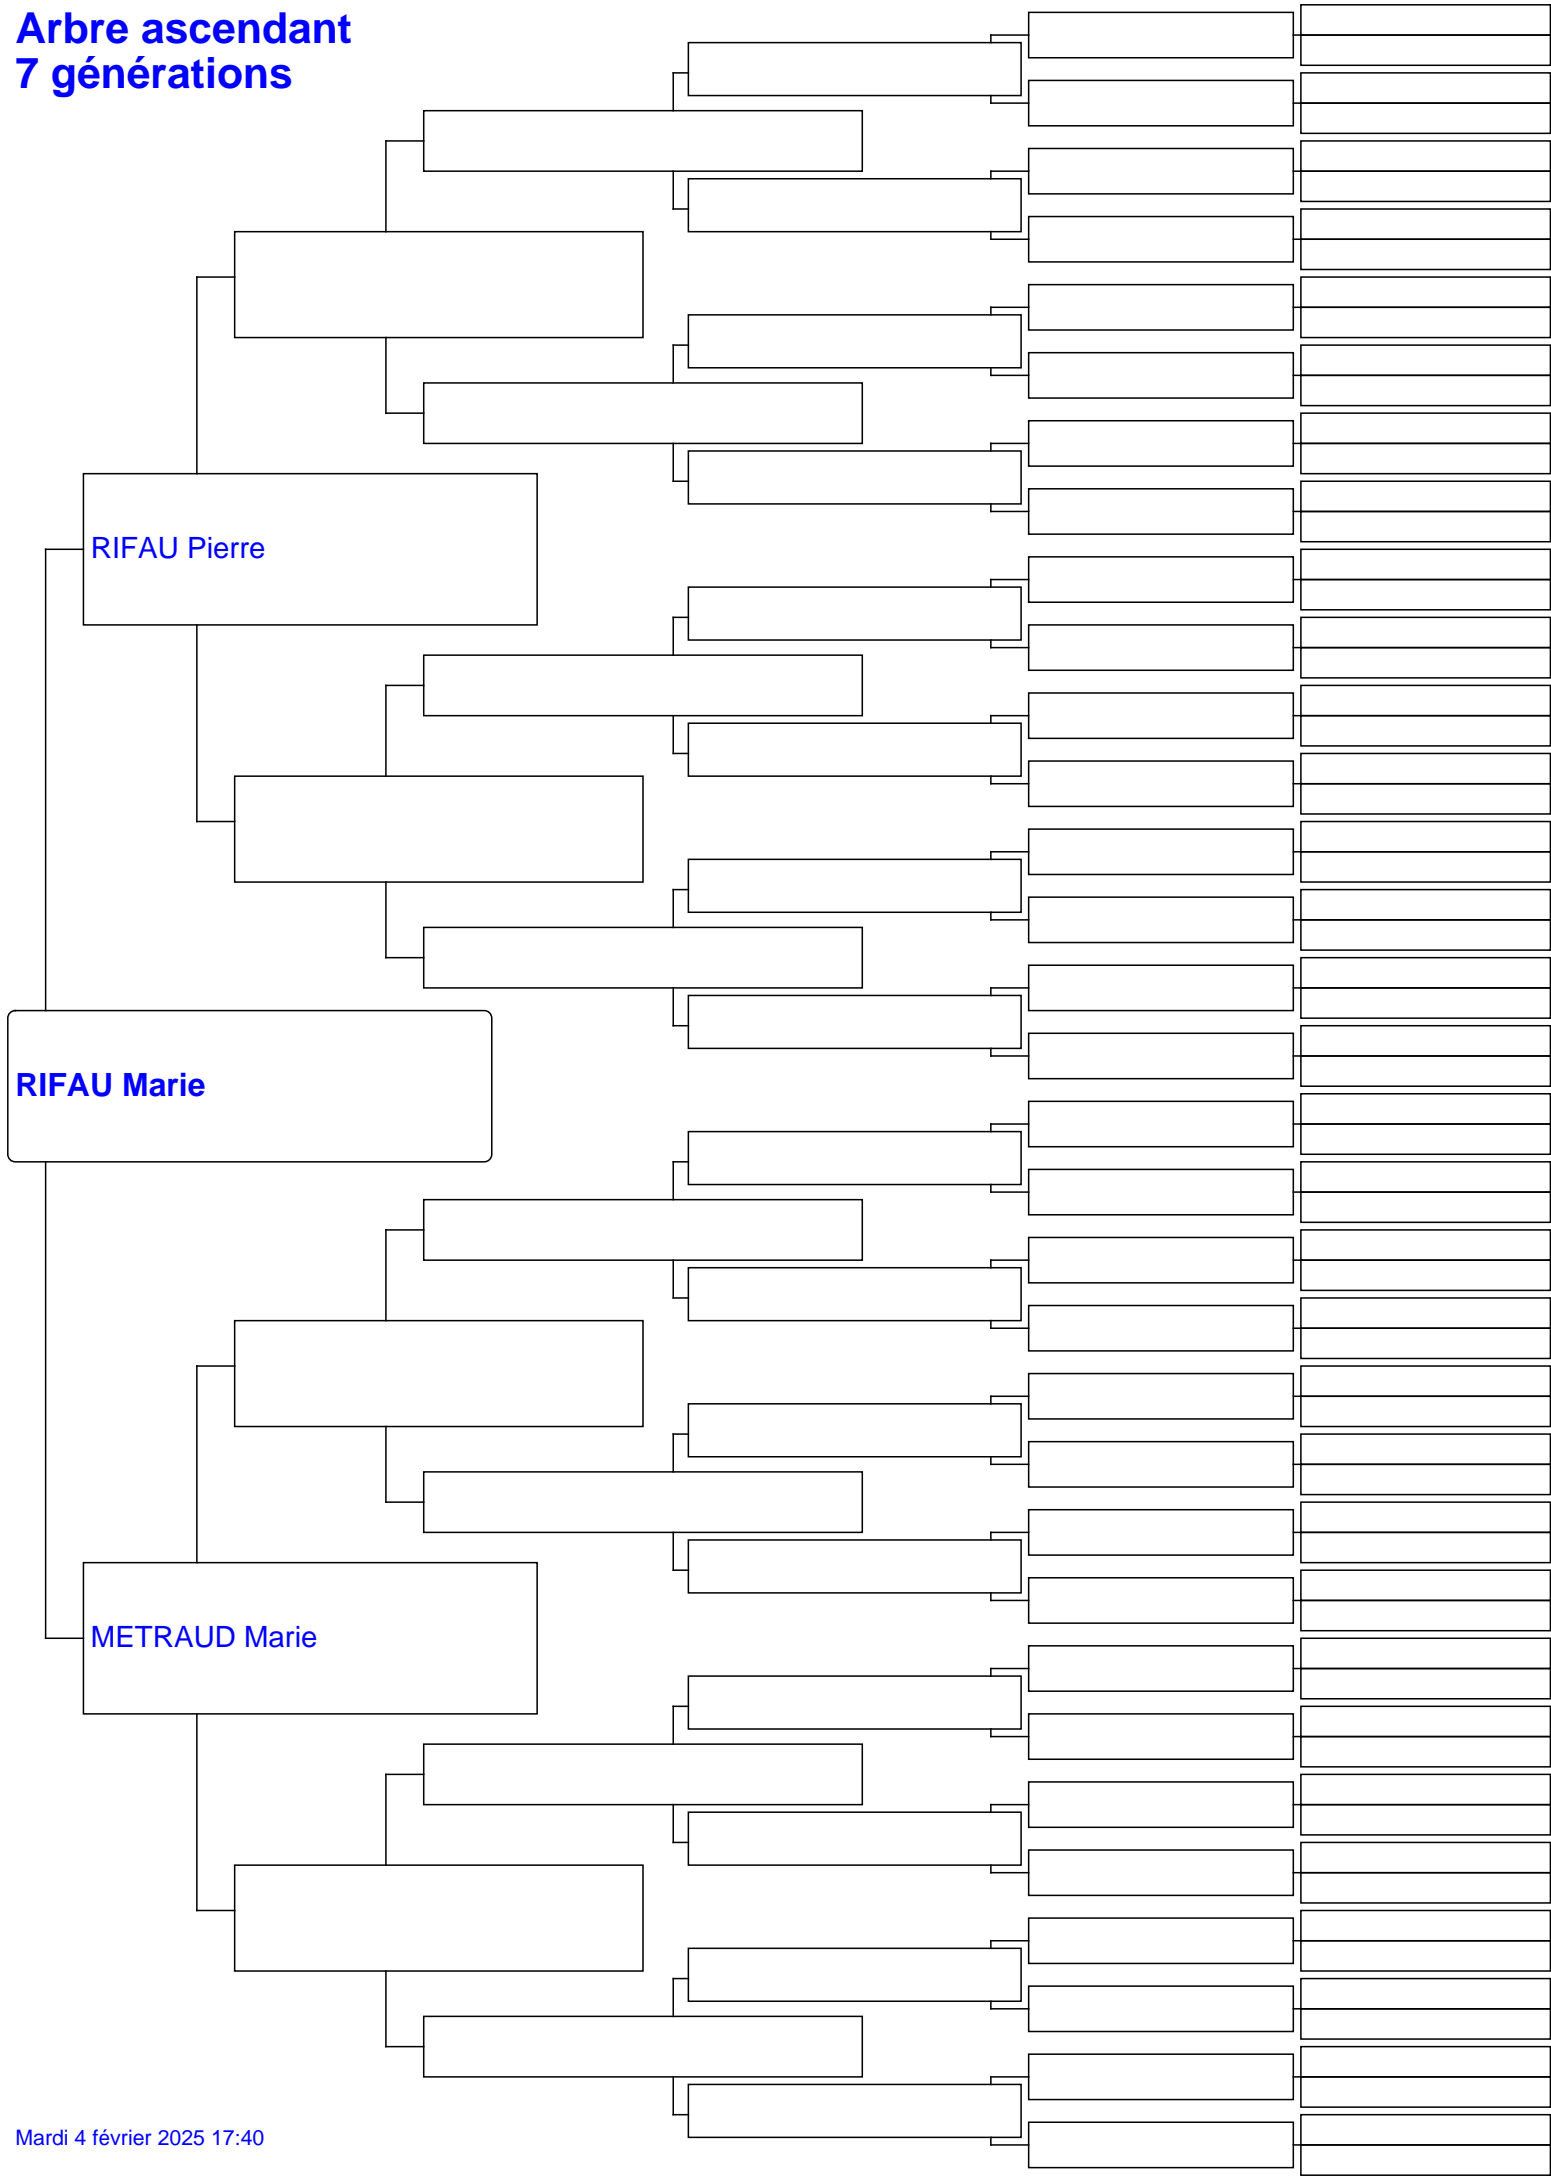 Arbre ascendant
7 générations
RIFAU Pierre
RIFAU Marie
METRAUD Marie
Mardi 4 février 2025 17:40